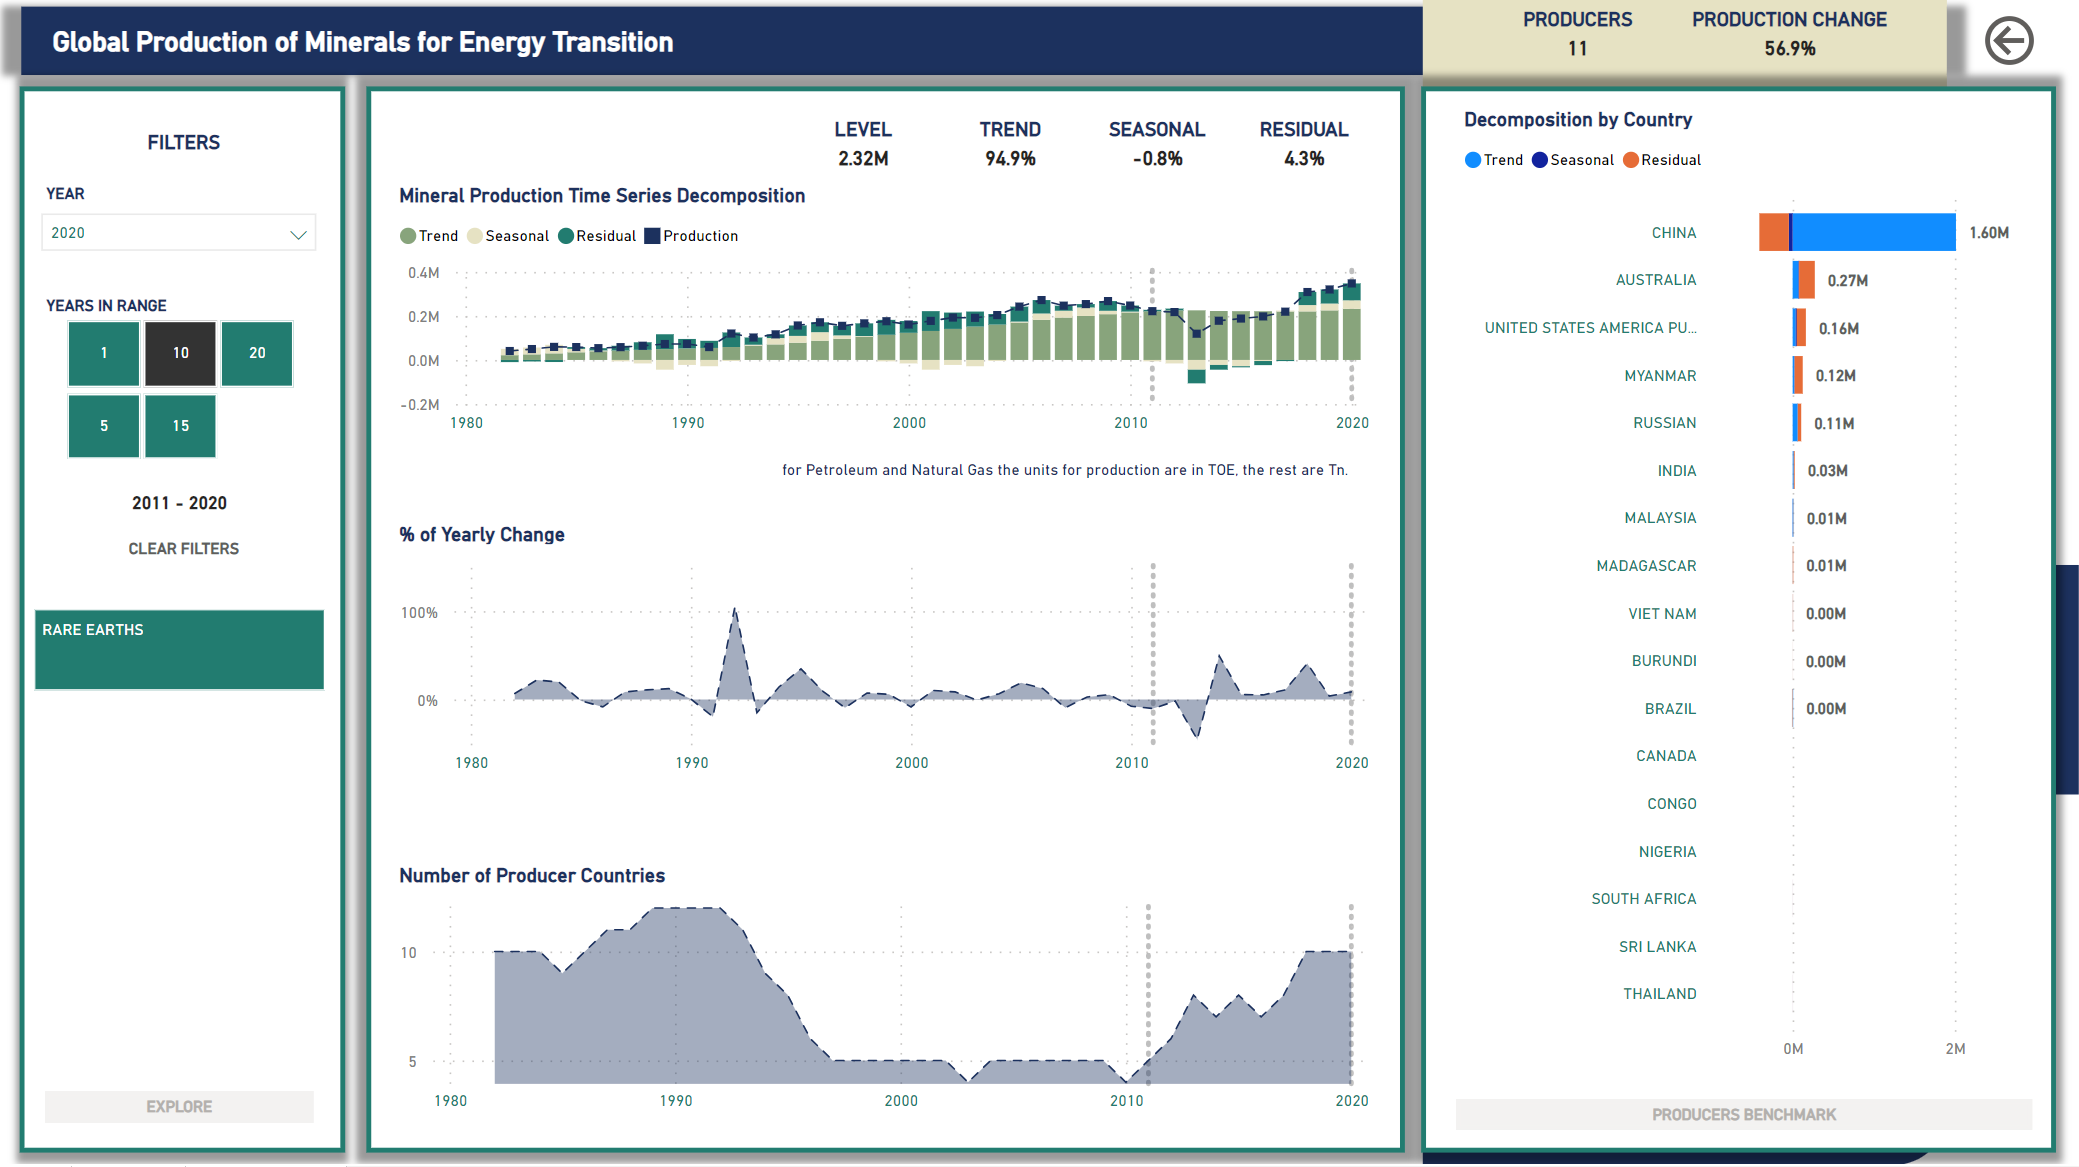 Global Production of Minerals for Energy Transition
PRODUCERS
11
PRODUCTION CHANGE
56.9%
FILTERS
YEAR
2020
YEARS IN RANGE
1
10
20
5
15
2011 - 2020
CLEAR FILTERS
RARE EARTHS
EXPLORE
LEVEL
2.32M
TREND
94.9%
SEASONAL
-0.8%
RESIDUAL
4.3%
Mineral Production Time Series Decomposition
Trend Seasonal Residual Production
0.4M
0.2M
0.0M
-0.2M
1980 1990 2000 2010 2020
for Petroleum and Natural Gas the units for production are in TOE, the rest are Tn.
% of Yearly Change
100%
0%
1980 1990 2000 2010 2020
Number of Producer Countries
10
5
1980 1990 2000 2010 2020
Decomposition by Country
Trend Seasonal Residual
CHINA 1.60M
AUSTRALIA 0.27M
UNITED STATES AMERICA PU... 0.16M
MYANMAR 0.12M
RUSSIAN 0.11M
INDIA 0.03M
MALAYSIA 0.01M
MADAGASCAR 0.01M
VIET NAM 0.00M
BURUNDI 0.00M
BRAZIL 0.00M
CANADA
CONGO
NIGERIA
SOUTH AFRICA
SRI LANKA
THAILAND
0M 2M
PRODUCERS BENCHMARK